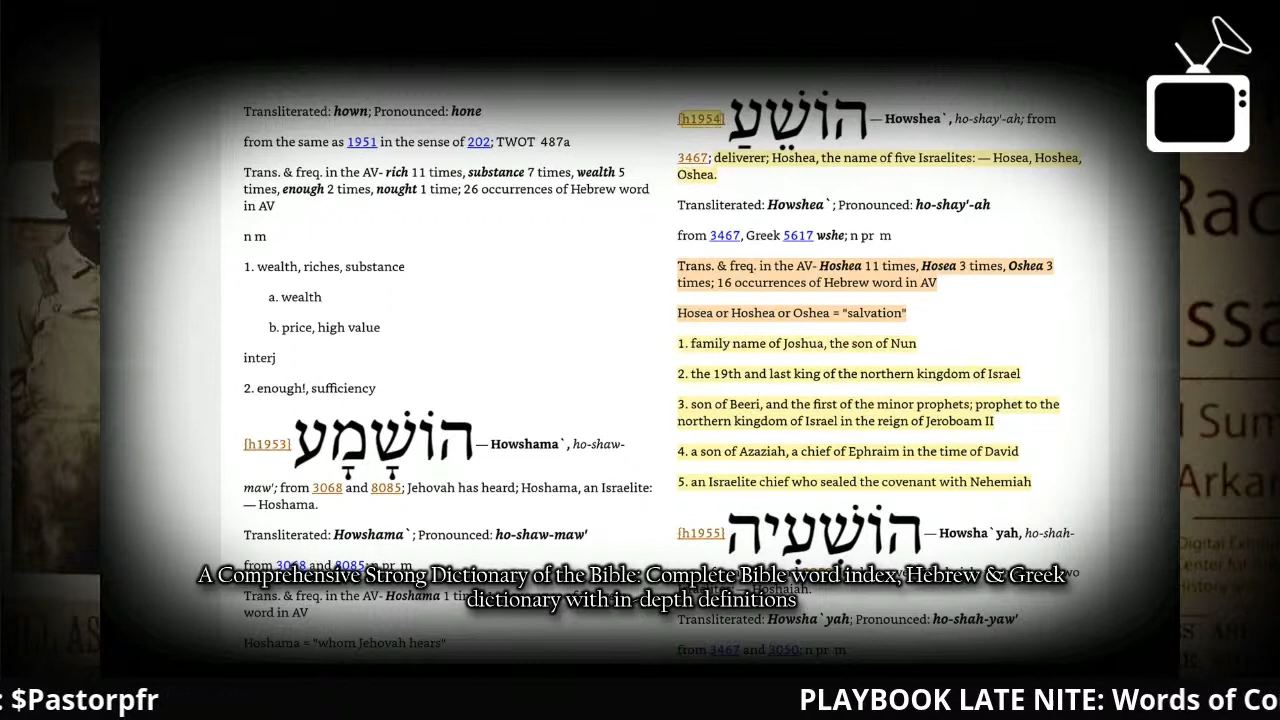 Transliterated: hown; Pronounced: hone
from the same as 1951 in the sense of 202; TWOT 487a
Trans. & freq. in the AV- rich 11 times, substance 7 times, wealth 5
times, enough 2 times, nought 1 time; 26 occurrences of Hebrew word
in AV
n m
1. wealth, riches, substance
a. wealth
b. price, high value
interj
2. enough!, sufficiency
[h1953] הוֹשָׁמָע — Howshama`, ho-shaw-
maw'; from 3068 and 8085; Jehovah has heard; Hoshama, an Israelite:
— Hoshama.
Transliterated: Howshama`; Pronounced: ho-shaw-maw'
from 3068 and 8085; n pr m
Trans. & freq. in the AV- Hoshama 1
word in AV
Hoshama = "whom Jehovah hears"
[h1954] הוֹשֵׁעַ — Howshea`, ho-shay'-ah; from
3467; deliverer; Hoshea, the name of five Israelites: — Hosea, Hoshea,
Oshea.
Transliterated: Howshea`; Pronounced: ho-shay'-ah
from 3467, Greek 5617 wshe; n pr m
Trans. & freq. in the AV- Hoshea 11 times, Hosea 3 times, Oshea 3
times; 16 occurrences of Hebrew word in AV
Hosea or Hoshea or Oshea = "salvation"
1. family name of Joshua, the son of Nun
2. the 19th and last king of the northern kingdom of Israel
3. son of Beeri, and the first of the minor prophets; prophet to the
northern kingdom of Israel in the reign of Jeroboam II
4. a son of Azaziah, a chief of Ephraim in the time of David
5. an Israelite chief who sealed the covenant with Nehemiah
[h1955] הוֹשַׁעְיָה — Howsha`yah, ho-shah-
Hoshaiah.
Transliterated: Howsha`yah; Pronounced: ho-shah-yaw'
from 3467 and 3050; n pr m
A Comprehensive Strong Dictionary of the Bible: Complete Bible word index, Hebrew & Greek
dictionary with in-depth definitions
Rac
ssa
Sum
Arka
: $Pastorpfr
PLAYBOOK LATE NITE: Words of Co